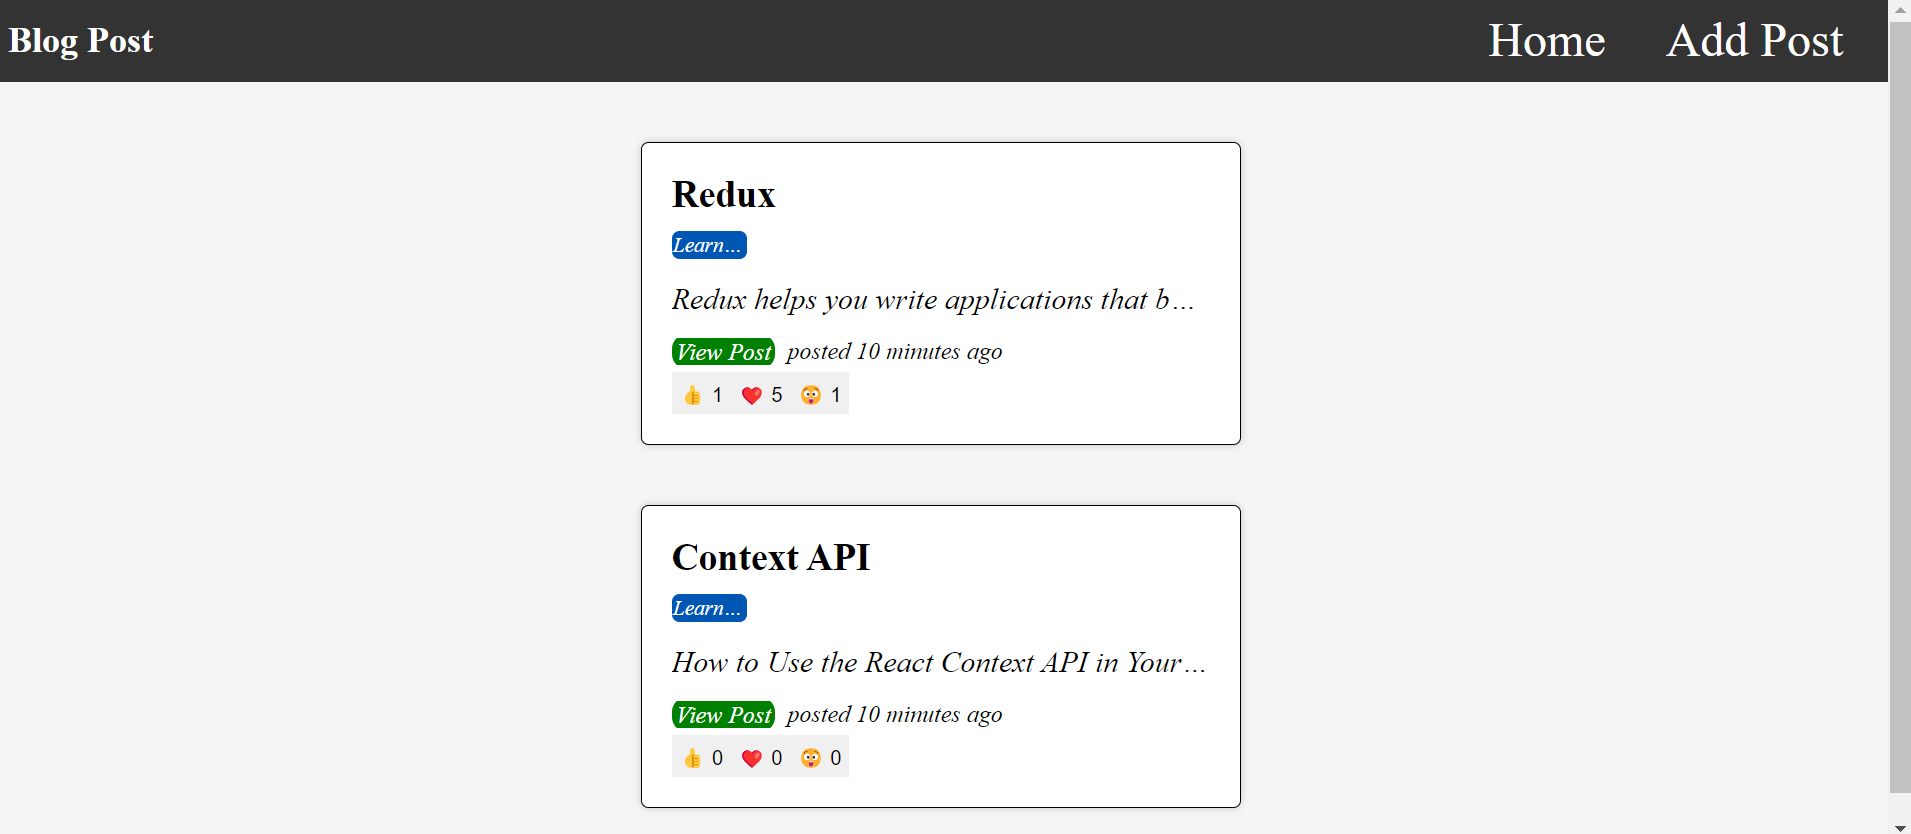 Blog Post
Home Add Post
Redux
Learn...
Redux helps you write applications that b...
View Post posted 10 minutes ago
👍 1 ❤️ 5 😲 1
Context API
Learn...
How to Use the React Context API in Your...
View Post posted 10 minutes ago
👍 0 ❤️ 0 😲 0